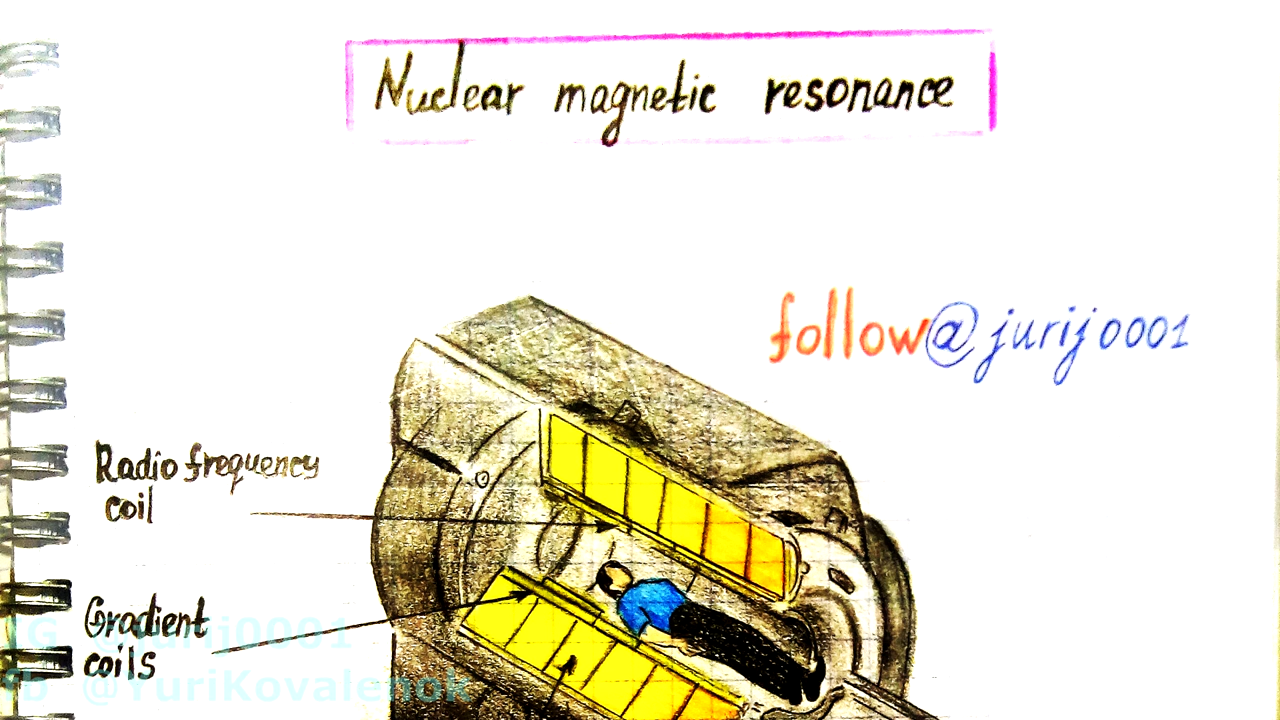 Nuclear magnetic resonance
follow@jurij0001
Radio frequency
coil
Gradient
coils
IG @jurij0001
fb @YuriKovalenok